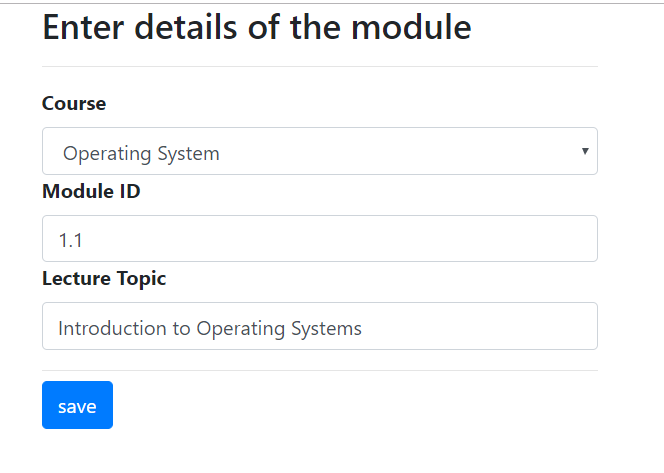 Enter details of the module
Course
Operating System
Module ID
1.1
Lecture Topic
Introduction to Operating Systems
save